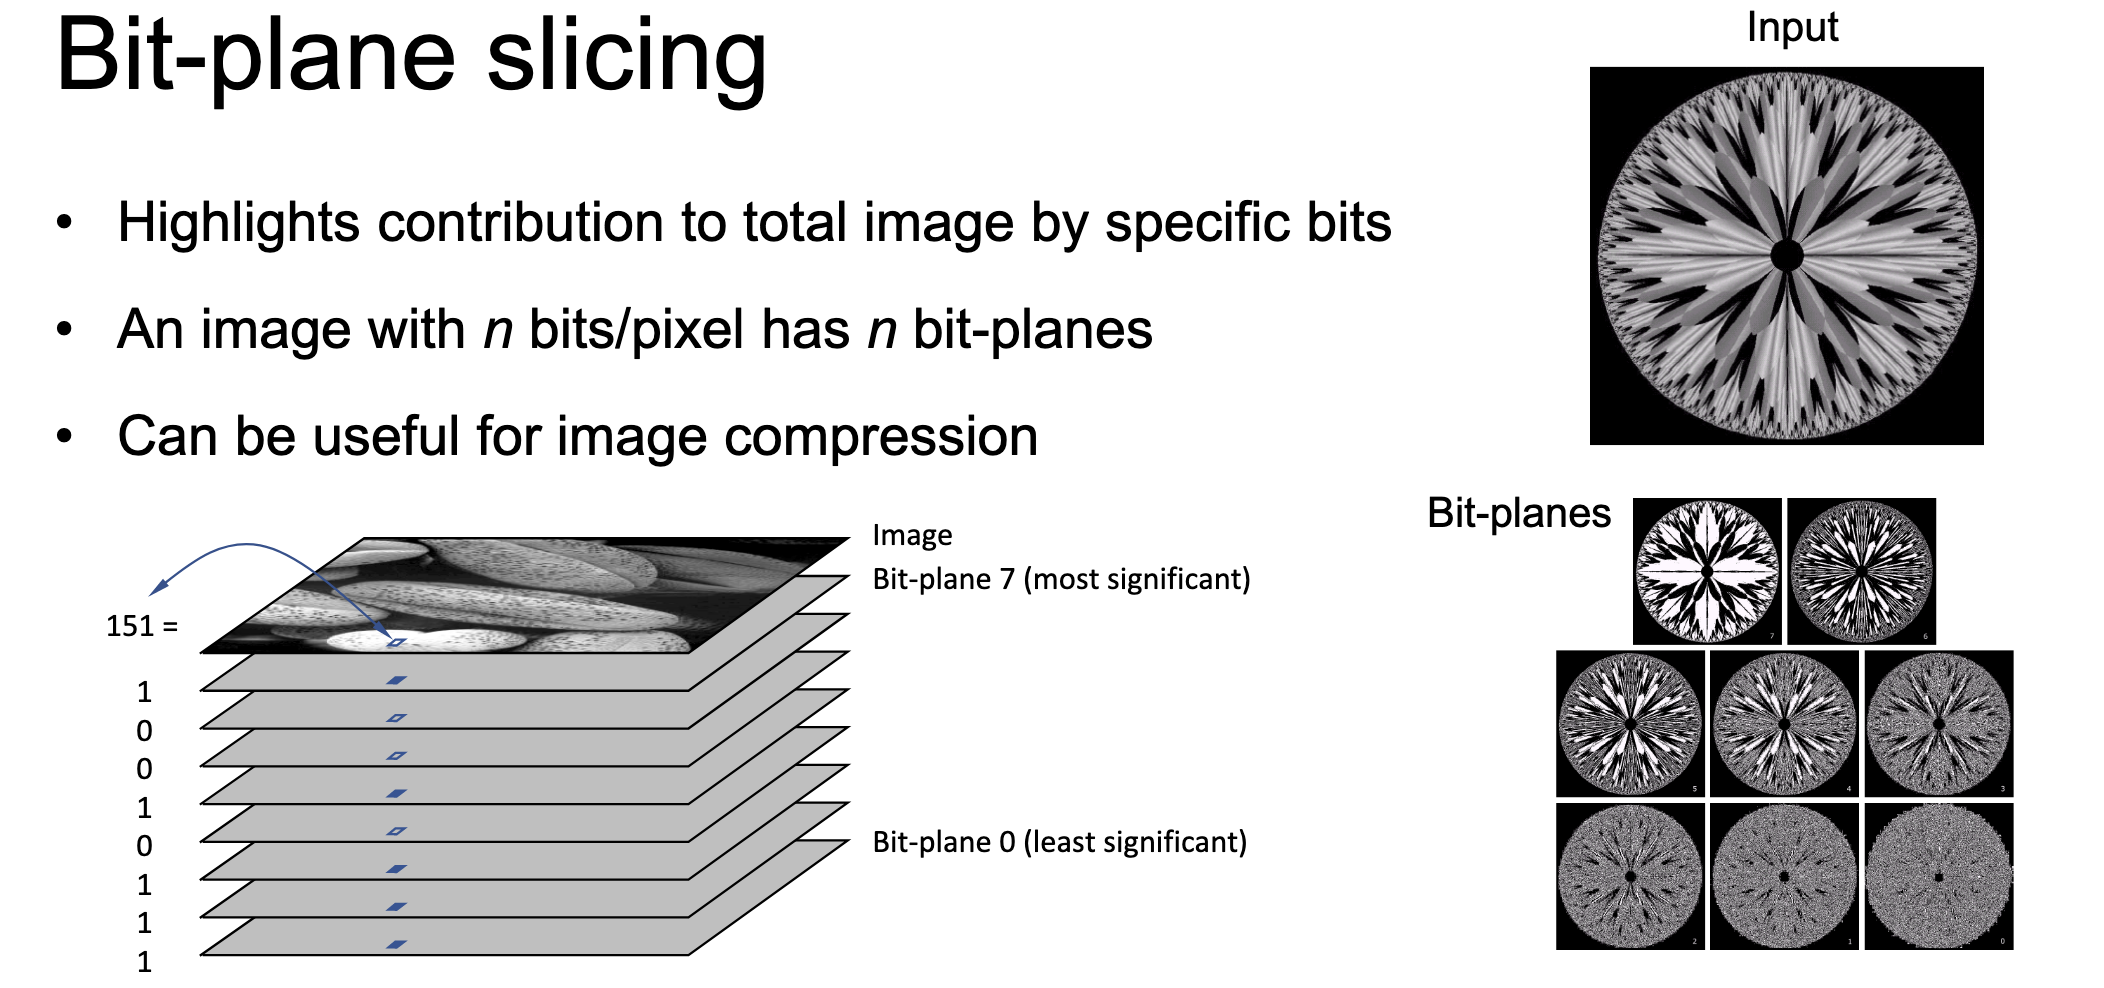 Bit-plane slicing
• Highlights contribution to total image by specific bits
• An image with n bits/pixel has n bit-planes
• Can be useful for image compression
Image
Bit-plane 7 (most significant)
151 =
1
0
0
1
0
1
1
1
Bit-plane 0 (least significant)
Input
Bit-planes
7
6
5
4
3
2
1
0